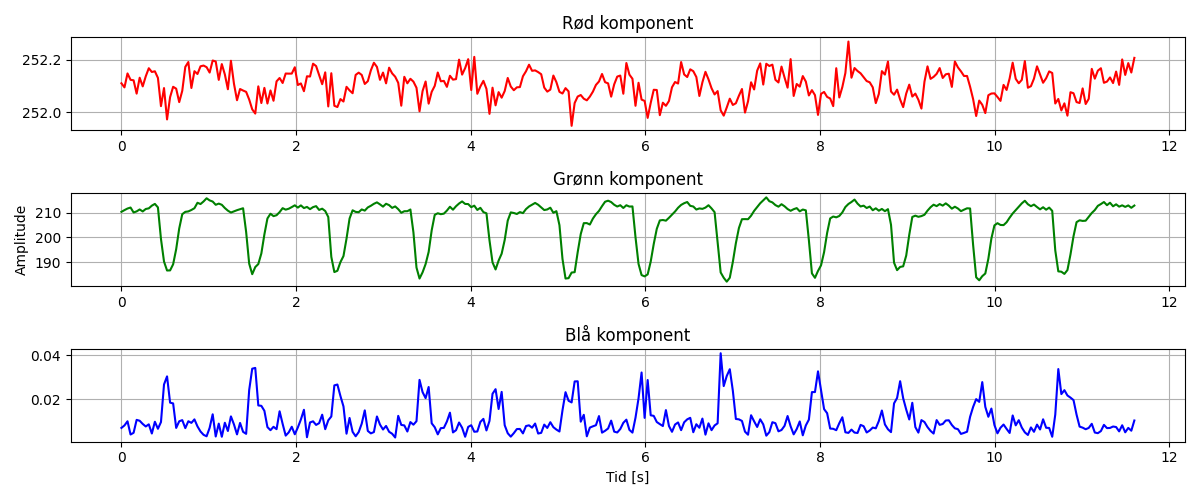 Rød komponent
252.2
252.0
0 2 4 6 8 10 12
Grønn komponent
Amplitude
210
200
190
0 2 4 6 8 10 12
Blå komponent
0.04
0.02
0 2 4 6 8 10 12
Tid [s]